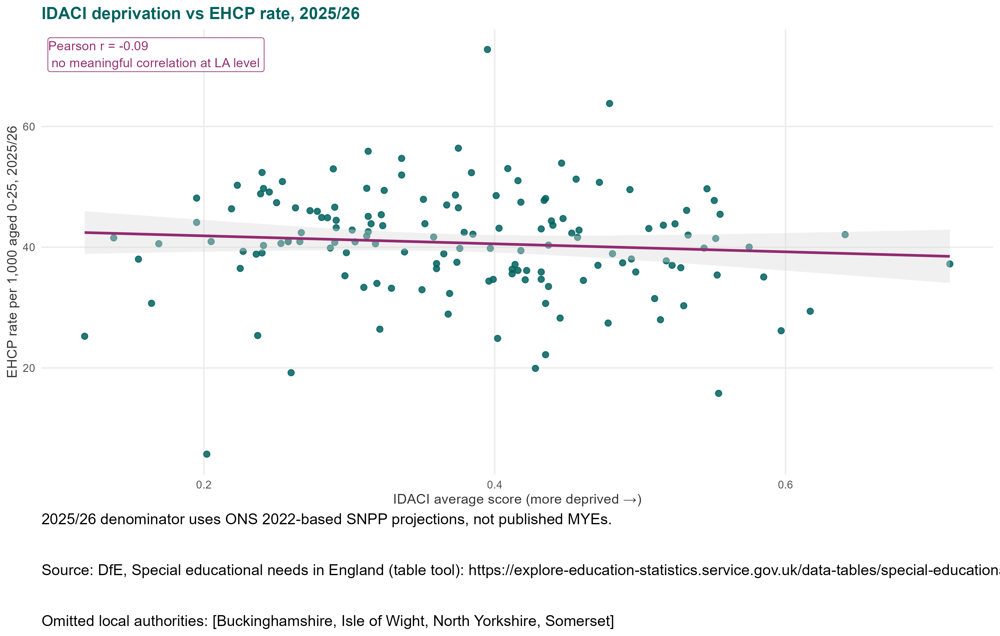 IDACI deprivation vs EHCP rate, 2025/26
Pearson r = -0.09
no meaningful correlation at LA level
EHCP rate per 1,000 aged 0-25, 2025/26
60
40
20
0.2
0.4
0.6
IDACI average score (more deprived →)
2025/26 denominator uses ONS 2022-based SNPP projections, not published MYEs.
Source: DfE, Special educational needs in England (table tool): https://explore-education-statistics.service.gov.uk/data-tables/special-educationa
Omitted local authorities: [Buckinghamshire, Isle of Wight, North Yorkshire, Somerset]